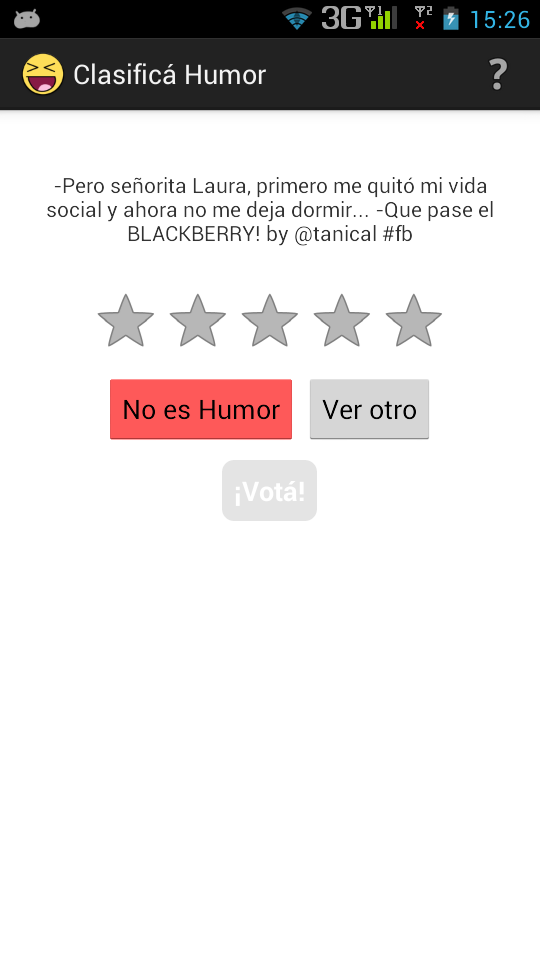 3G 1 2 15:26
Clasificá Humor ?
-Pero señorita Laura, primero me quitó mi vida
social y ahora no me deja dormir... -Que pase el
BLACKBERRY! by @tanical #fb
No es Humor Ver otro
¡Votá!